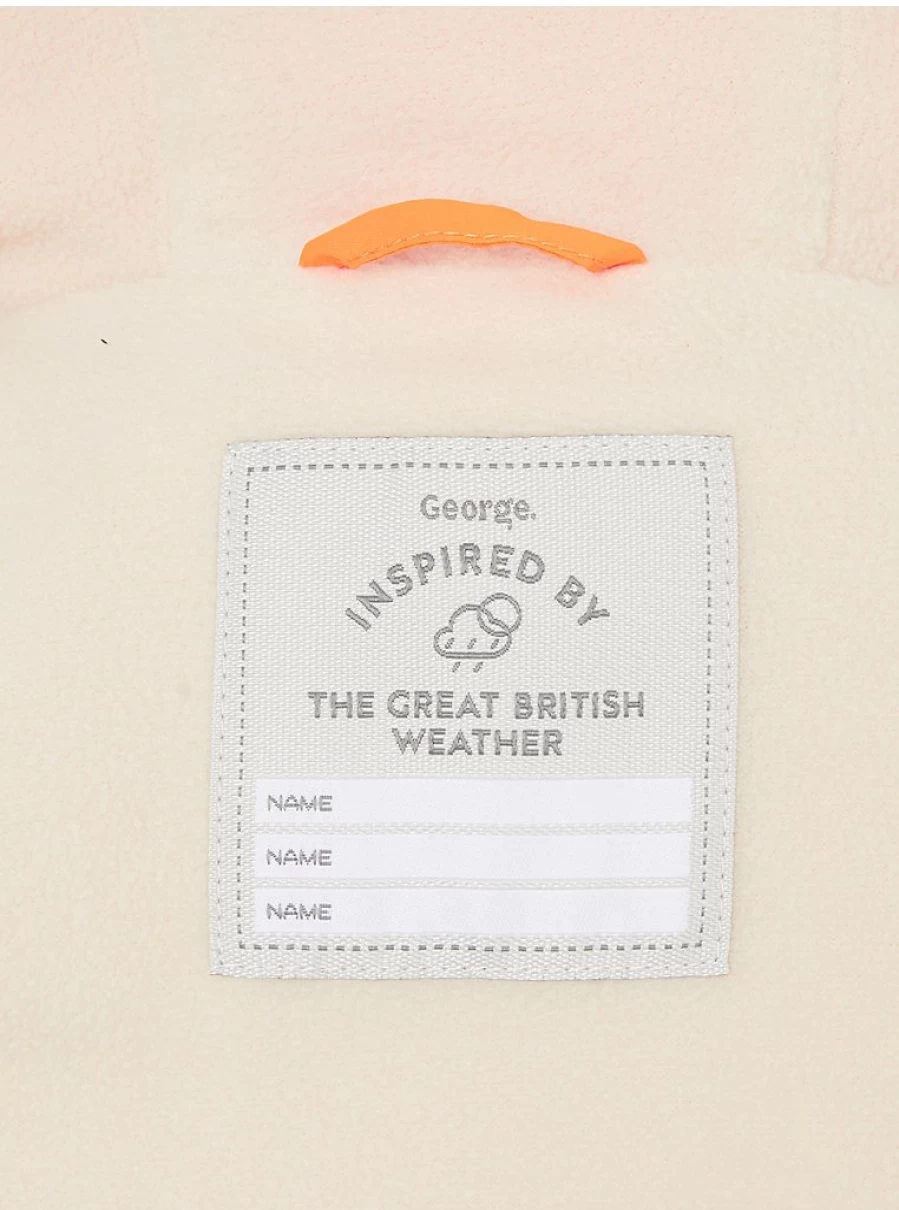 George.
INSPIRED BY
THE GREAT BRITISH
WEATHER
NAME
NAME
NAME